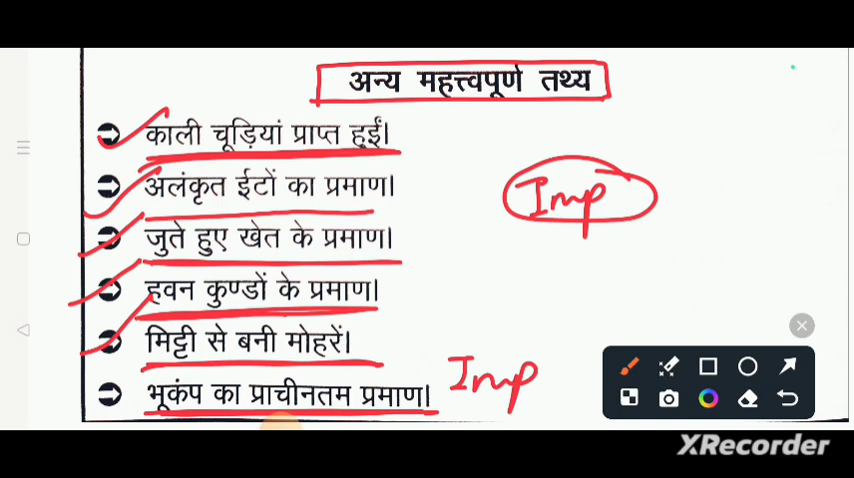 अन्य महत्त्वपूर्ण तथ्य
काली चूड़ियां प्राप्त हुईं।
अलंकृत ईटों का प्रमाण।
Imp
जुते हुए खेत के प्रमाण।
हवन कुण्डों के प्रमाण।
मिट्टी से बनी मोहरें।
भूकंप का प्राचीनतम प्रमाण। Imp
XRecorder